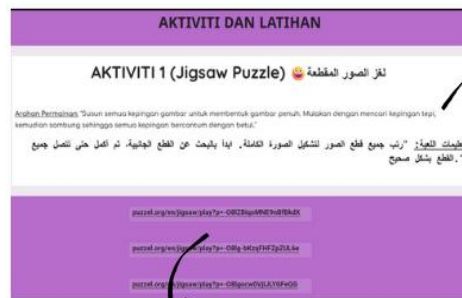 AKTIVITI DAN LATIHAN
AKTIVITI 1 (Jigsaw Puzzle) 😜 لغز الصور المقطعة
Arahan Permainan: "Susun semua kepingan gambar untuk membentuk gambar penuh. Mulakan dengan mencari kepingan tepi,
kemudian sambung sehingga semua kepingan bercantum dengan betul."
تعليمات اللعبة: "رتب جميع قطع الصور لتشكيل الصورة الكاملة. ابدأ بالبحث عن القطع الجانبية، ثم أكمل حتى تتصل جميع
القطع بشكل صحيح."
puzzel.org/en/jigsaw/play?p=
puzzel.org/en/jigsaw/play?p=
puzzel.org/en/jigsaw/play?p=